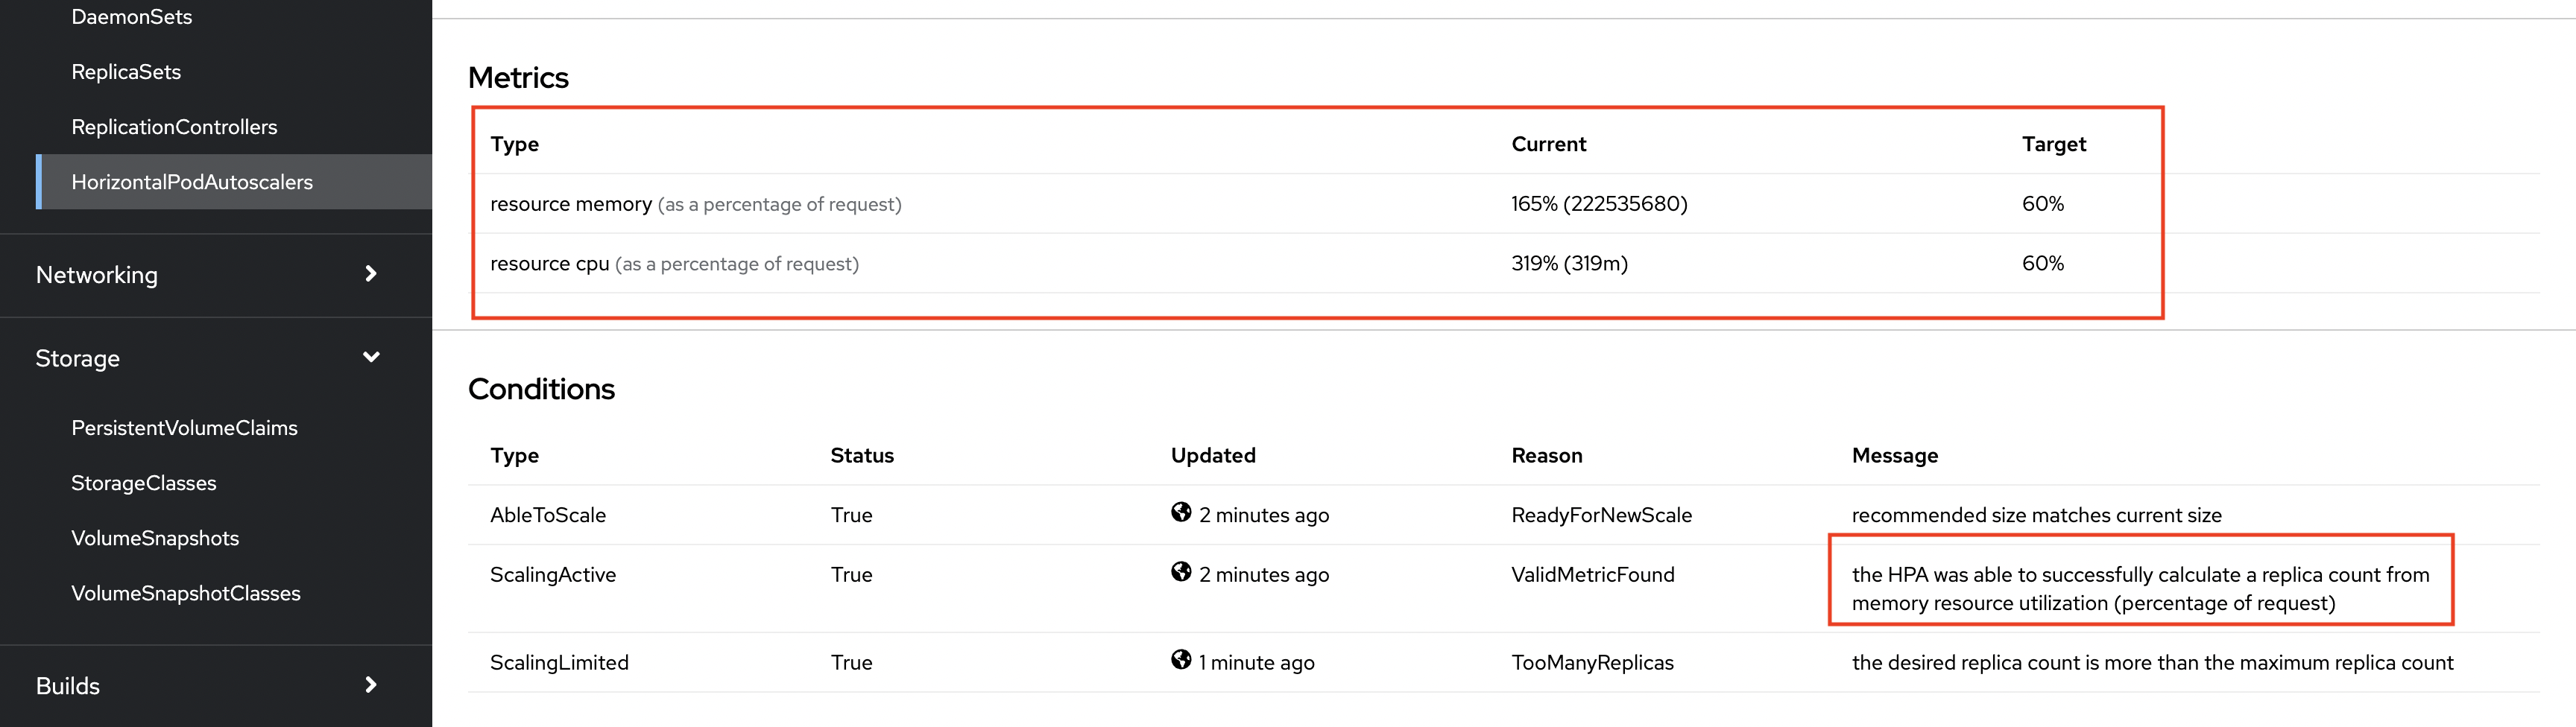 DaemonSets
ReplicaSets
ReplicationControllers
HorizontalPodAutoscalers
Networking
Storage
PersistentVolumeClaims
StorageClasses
VolumeSnapshots
VolumeSnapshotClasses
Builds
Metrics
Type Current Target
resource memory (as a percentage of request) 165% (222535680) 60%
resource cpu (as a percentage of request) 319% (319m) 60%
Conditions
Type Status Updated Reason Message
AbleToScale True 2 minutes ago ReadyForNewScale recommended size matches current size
ScalingActive True 2 minutes ago ValidMetricFound the HPA was able to successfully calculate a replica count from
memory resource utilization (percentage of request)
ScalingLimited True 1 minute ago TooManyReplicas the desired replica count is more than the maximum replica count